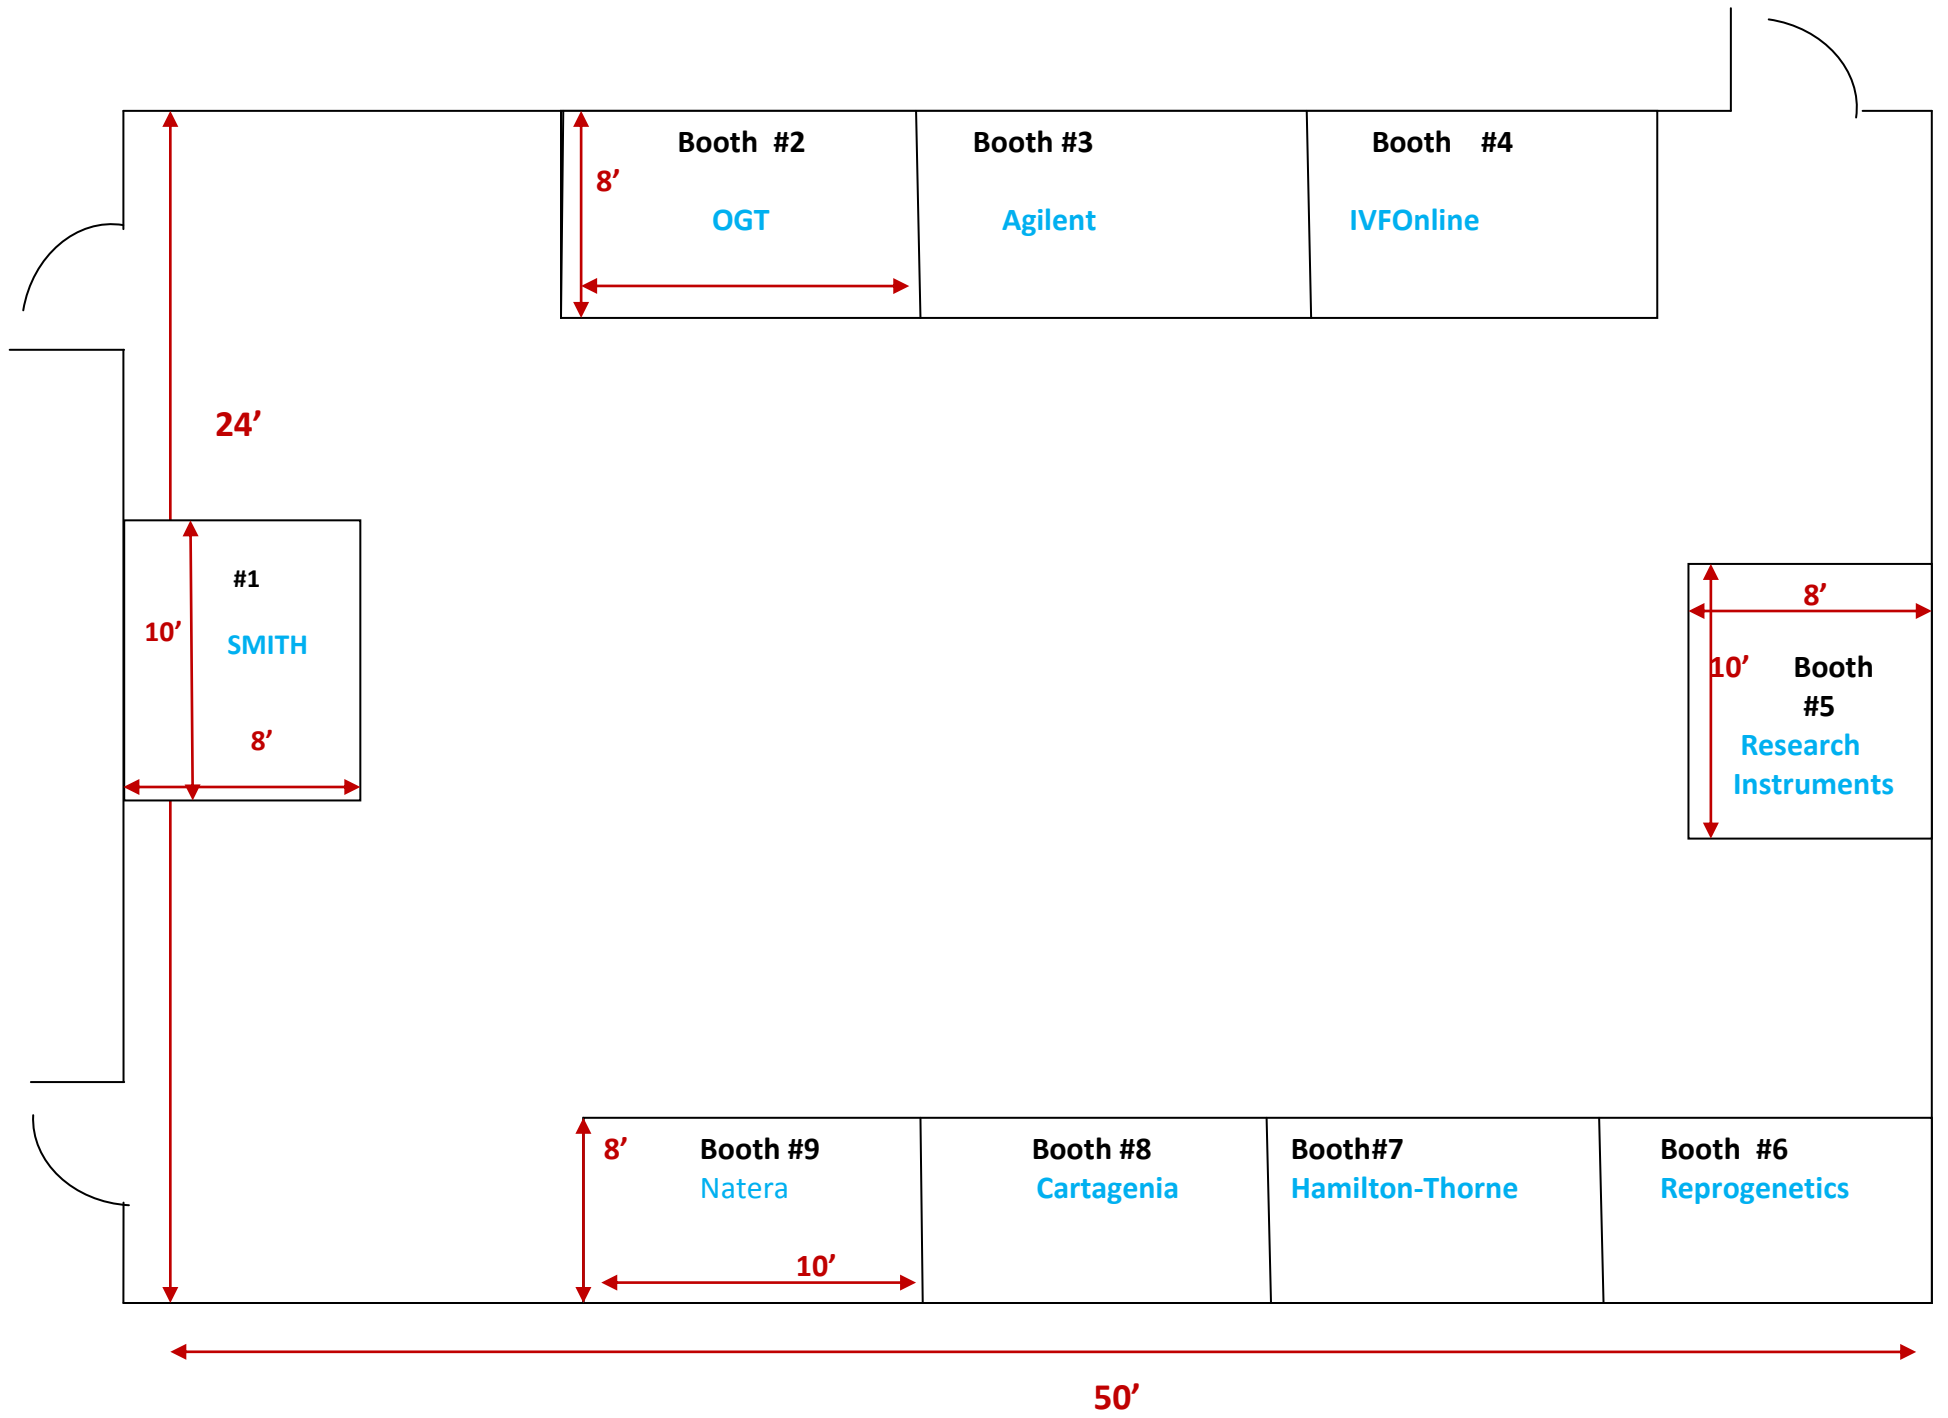 Booth #2
Booth #3
Booth #4
8’
OGT
Agilent
IVFOnline
24’
#1
10’
SMITH
8’
8’
10’
Booth
#5
Research
Instruments
8’
Booth #9
Natera
10’
Booth #8
Cartagenia
Booth#7
Hamilton-Thorne
Booth #6
Reprogenetics
50’